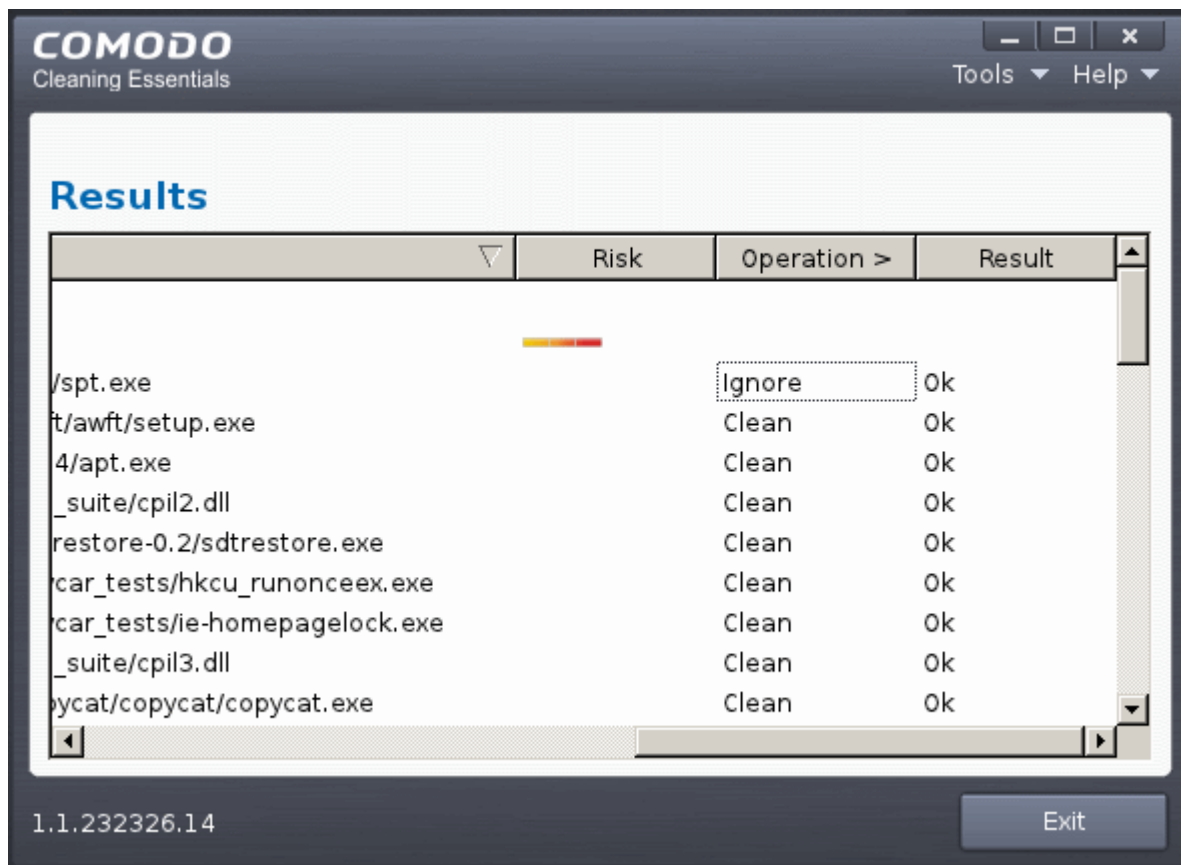 COMODO
Cleaning Essentials
Tools Help
Results
Risk Operation > Result
/spt.exe Ignore Ok
t/awft/setup.exe Clean Ok
4/apt.exe Clean Ok
_suite/cpil2.dll Clean Ok
restore-0.2/sdtrestore.exe Clean Ok
car_tests/hkcu_runonceex.exe Clean Ok
car_tests/ie-homepagelock.exe Clean Ok
_suite/cpil3.dll Clean Ok
ycat/copycat/copycat.exe Clean Ok
1.1.232326.14
Exit